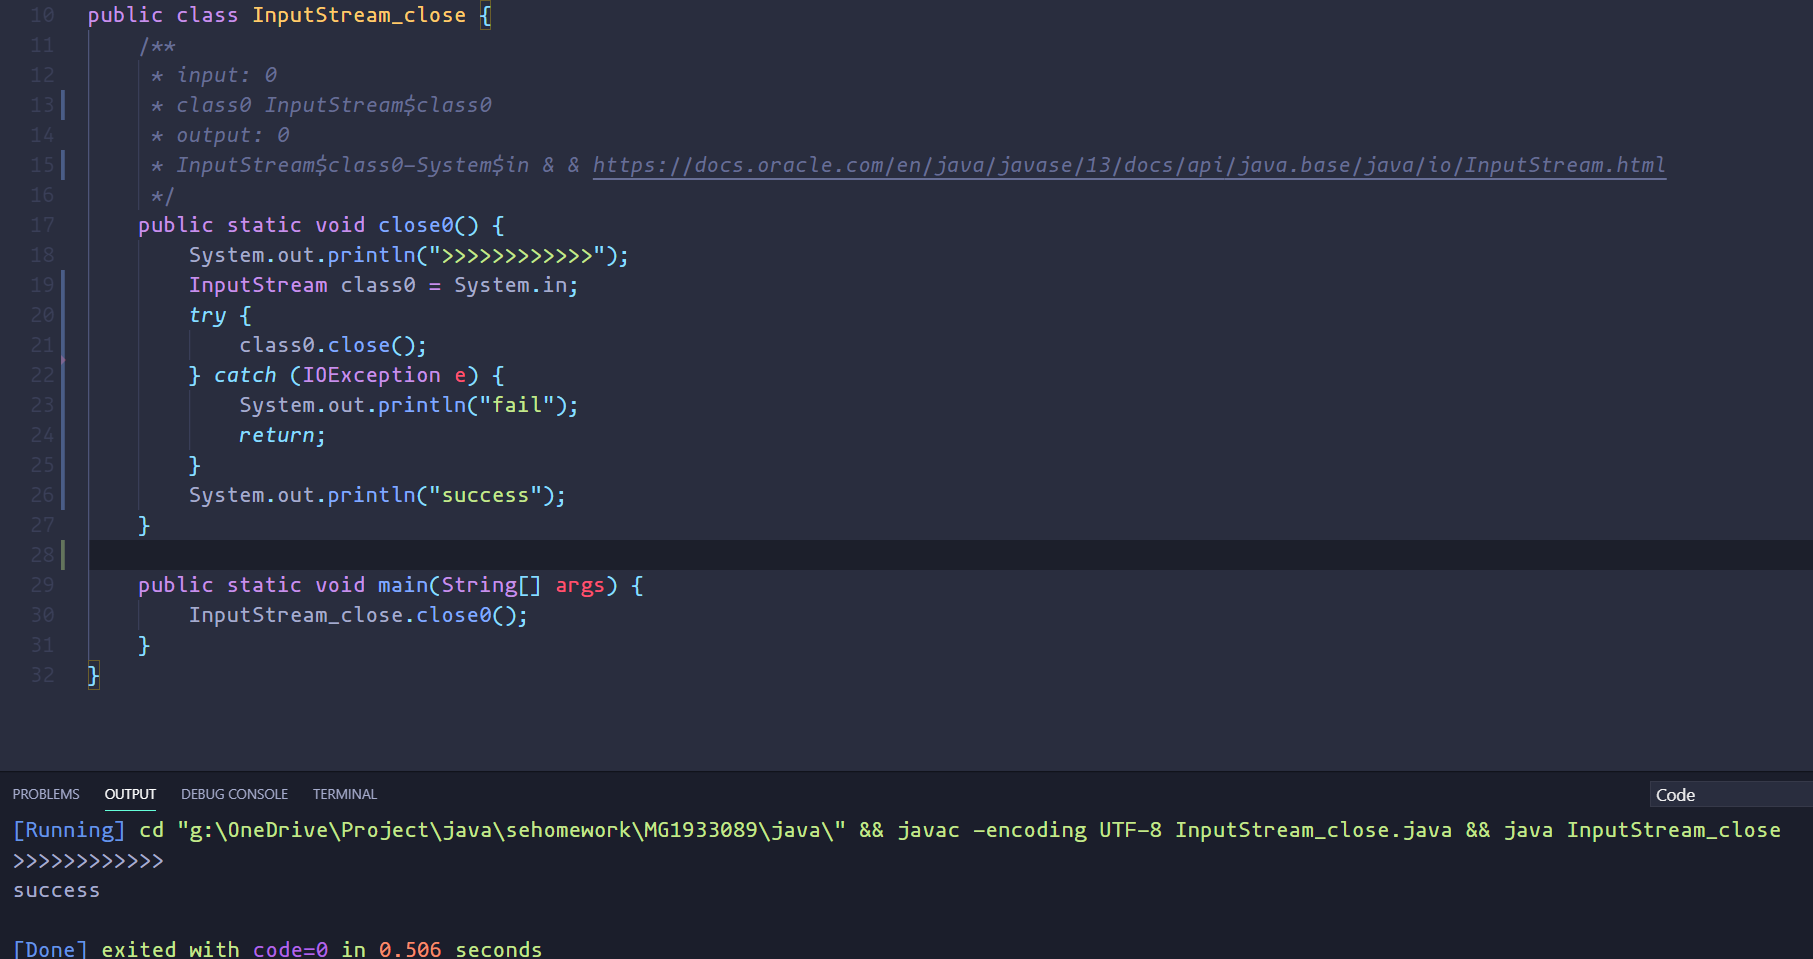 10 public class InputStream_close {
11     /**
12      * input: 0
13      * class0 InputStream$class0
14      * output: 0
15      * InputStream$class0-System$in & & https://docs.oracle.com/en/java/javase/13/docs/api/java.base/java/io/InputStream.html
16      */
17     public static void close0() {
18         System.out.println(">>>>>>>>>>>>");
19         InputStream class0 = System.in;
20         try {
21             class0.close();
22         } catch (IOException e) {
23             System.out.println("fail");
24             return;
25         }
26         System.out.println("success");
27     }
28
29     public static void main(String[] args) {
30         InputStream_close.close0();
31     }
32 }
PROBLEMS OUTPUT DEBUG CONSOLE TERMINAL Code
[Running] cd "g:\OneDrive\Project\java\sehomework\MG1933089\java\" && javac -encoding UTF-8 InputStream_close.java && java InputStream_close
>>>>>>>>>>>>
success
[Done] exited with code=0 in 0.506 seconds